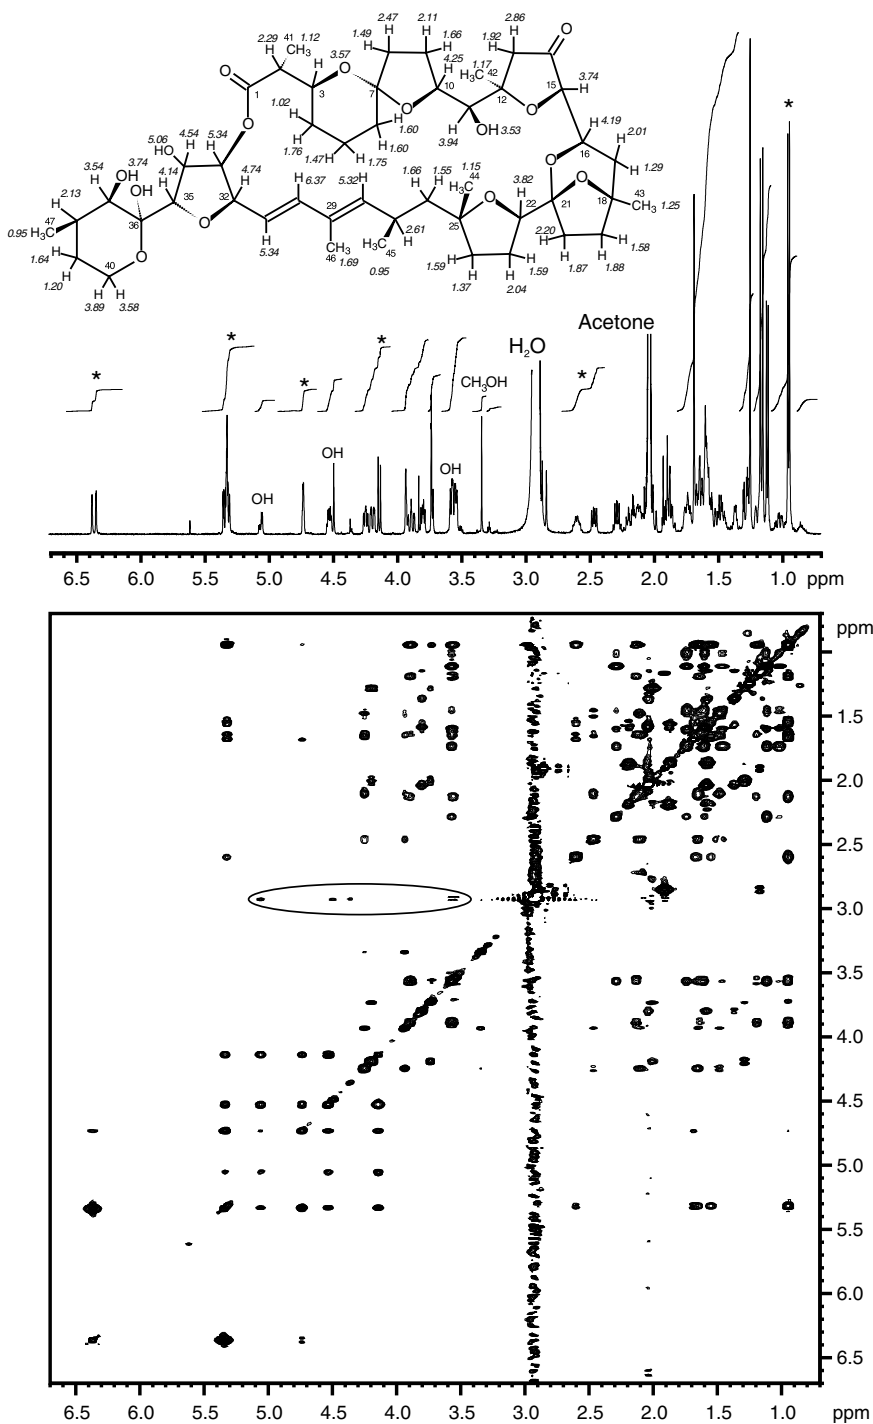 2.47
2.11
2.86
2.29
41
1.12
H
H
H
O
H
CH3
3.57
1.49
H
H
1.66
1.92
H
O
H
O
4.25
1.17
42
H3C
H
15
H
3.74
1
3
7
10
12
O
O
O
1.02
H
H
1.60
H
OH
3.53
H
4.19
H
2.01
5.06
4.54
5.34
3.94
16
HO
H
H
H
H
H
H
1.60
O
H
1.29
3.54
3.74
1.76
1.47
1.75
1.15
44
3.82
O
43
H
OH
4.14
4.74
H
6.37
5.32
H
1.66
1.55
H3C
O
H
CH3
1.25
2.13
OH
H
35
32
H
H
H
22
21
18
47
H
36
O
29
25
0.95
H3C
H
2.61
2.20
H
H
1.58
1.64
H
O
H
5.34
CH3
46
1.69
H3C
45
0.95
1.59
H
H
1.59
H
H
1.20
H
40
H
H
1.37
2.04
1.87
1.88
H
H
3.89
3.58
Acetone
*
*
*
*
*
*
H2O
CH3OH
OH
OH
OH
6.5 6.0 5.5 5.0 4.5 4.0 3.5 3.0 2.5 2.0 1.5 1.0 ppm
ppm
1.5
2.0
2.5
3.0
3.5
4.0
4.5
5.0
5.5
6.0
6.5
6.5 6.0 5.5 5.0 4.5 4.0 3.5 3.0 2.5 2.0 1.5 1.0 ppm